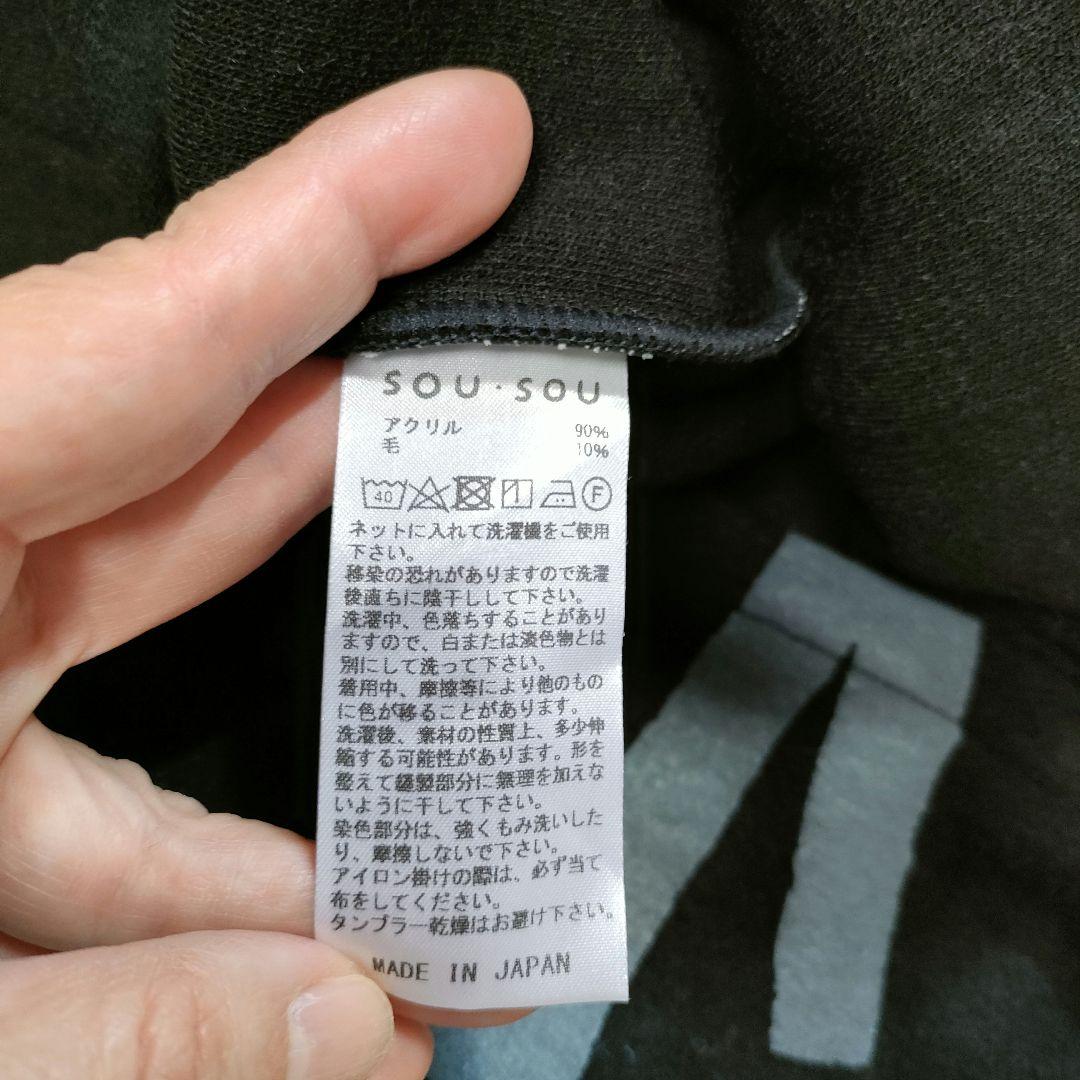 SOU・SOU
アクリル 90%
毛 10%
40 F
ネットに入れて洗濯機をご使用
下さい。
移染の恐れがありますので洗濯
後直ちに陰干しして下さい。
洗濯中、色落ちすることがあり
ますので、白または淡色物とは
別にして洗って下さい。
着用中、摩擦等により他のもの
に色が移ることがあります。
洗濯後、素材の性質上、多少伸
縮する可能性があります。形を
整えて縫製部分に無理を加えな
いように干して下さい。
染色部分は、強くもみ洗いした
り、摩擦しないで下さい。
アイロン掛けの際は、必ず当て
布をしてください。
タンブラー乾燥はお避け下さい。
MADE IN JAPAN